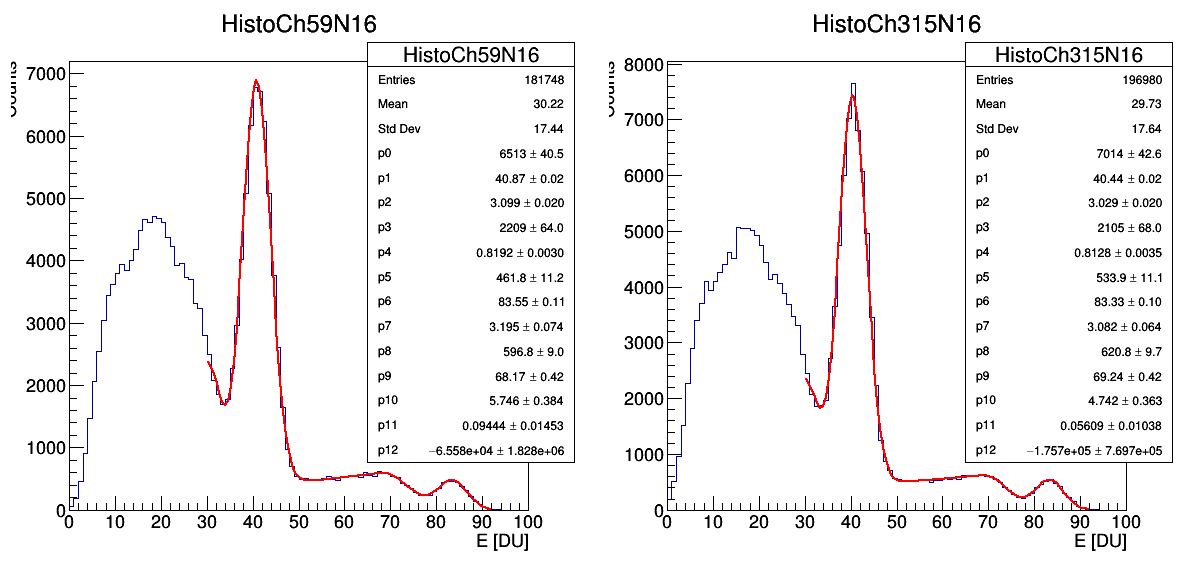 HistoCh59N16
HistoCh59N16
Entries 181748
Mean 30.22
Std Dev 17.44
p0 6513 ± 40.5
p1 40.87 ± 0.02
p2 3.099 ± 0.020
p3 2209 ± 64.0
p4 0.8192 ± 0.0030
p5 461.8 ± 11.2
p6 83.55 ± 0.11
p7 3.195 ± 0.074
p8 596.8 ± 9.0
p9 68.17 ± 0.42
p10 5.746 ± 0.384
p11 0.09444 ± 0.01453
p12 −6.558e+04 ± 1.828e+06
7000
6000
5000
4000
3000
2000
1000
0
0 10 20 30 40 50 60 70 80 90 100
E [DU]
HistoCh315N16
HistoCh315N16
Entries 196980
Mean 29.73
Std Dev 17.64
p0 7014 ± 42.6
p1 40.44 ± 0.02
p2 3.029 ± 0.020
p3 2105 ± 68.0
p4 0.8128 ± 0.0035
p5 533.9 ± 11.1
p6 83.33 ± 0.10
p7 3.082 ± 0.064
p8 620.8 ± 9.7
p9 69.24 ± 0.42
p10 4.742 ± 0.363
p11 0.05609 ± 0.01038
p12 −1.757e+05 ± 7.697e+05
8000
7000
6000
5000
4000
3000
2000
1000
0
0 10 20 30 40 50 60 70 80 90 100
E [DU]